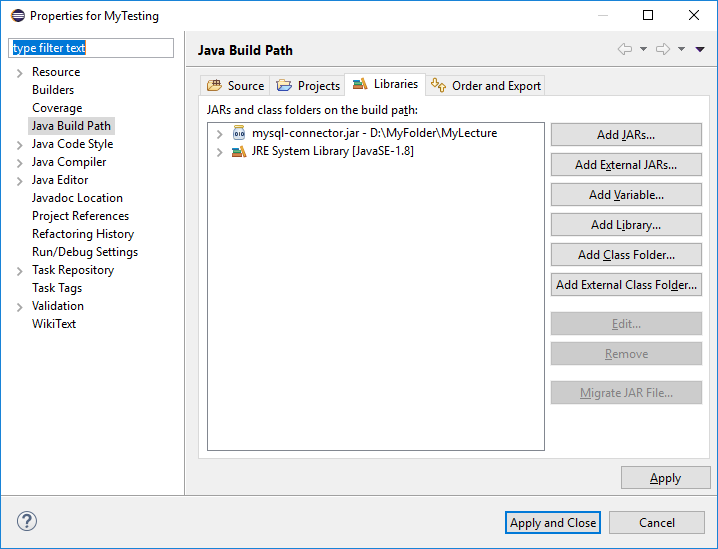 Properties for MyTesting
type filter text
Resource
Builders
Coverage
Java Build Path
Java Code Style
Java Compiler
Java Editor
Javadoc Location
Project References
Refactoring History
Run/Debug Settings
Task Repository
Task Tags
Validation
WikiText
Java Build Path
Source Projects Libraries Order and Export
JARs and class folders on the build path:
mysql-connector.jar - D:\MyFolder\MyLecture
JRE System Library [JavaSE-1.8]
Add JARs...
Add External JARs...
Add Variable...
Add Library...
Add Class Folder...
Add External Class Folder...
Edit...
Remove
Migrate JAR File...
Apply
?
Apply and Close Cancel